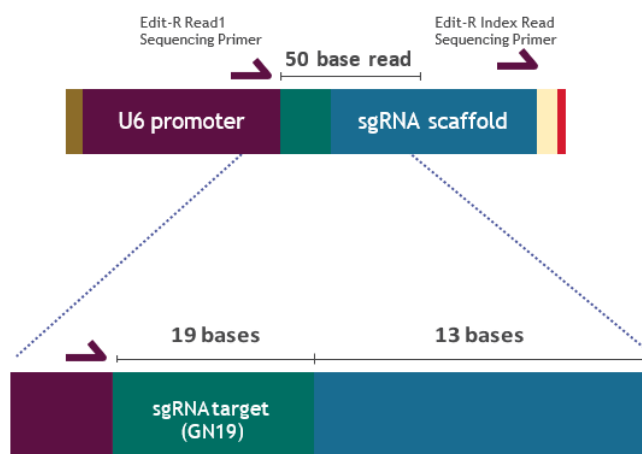 Edit-R Read1
Sequencing Primer
Edit-R Index Read
Sequencing Primer
50 base read
U6 promoter
sgRNA scaffold
19 bases
13 bases
sgRNA target
(GN19)